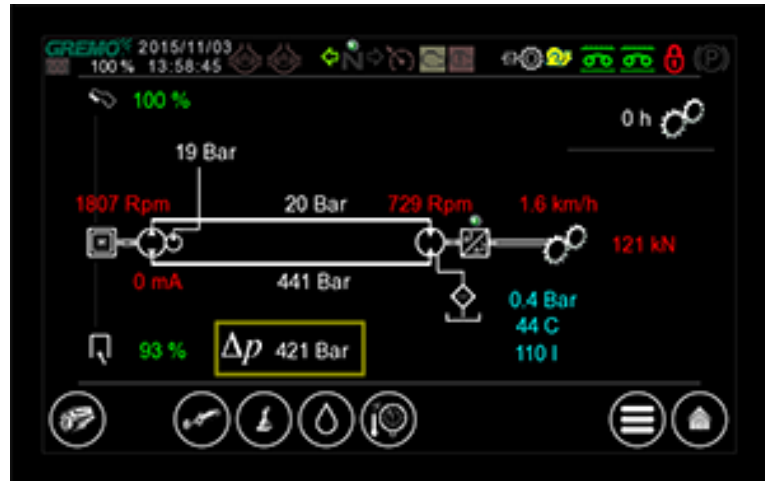 GREMO 2015/11/03
100% 13:58:45
N
(P)
100 %
0 h
19 Bar
1807 Rpm
20 Bar
729 Rpm
1.6 km/h
121 kN
0 mA
441 Bar
0.4 Bar
44 C
110 l
93 %
Δp 421 Bar